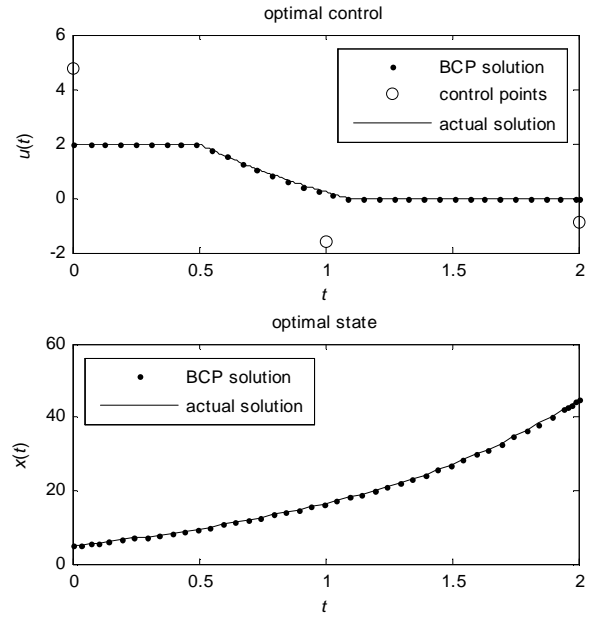 optimal control
6
4
2
0
-2
u(t)
BCP solution
control points
actual solution
0
0.5
1
1.5
2
t
optimal state
60
40
20
0
x(t)
BCP solution
actual solution
0
0.5
1
1.5
2
t